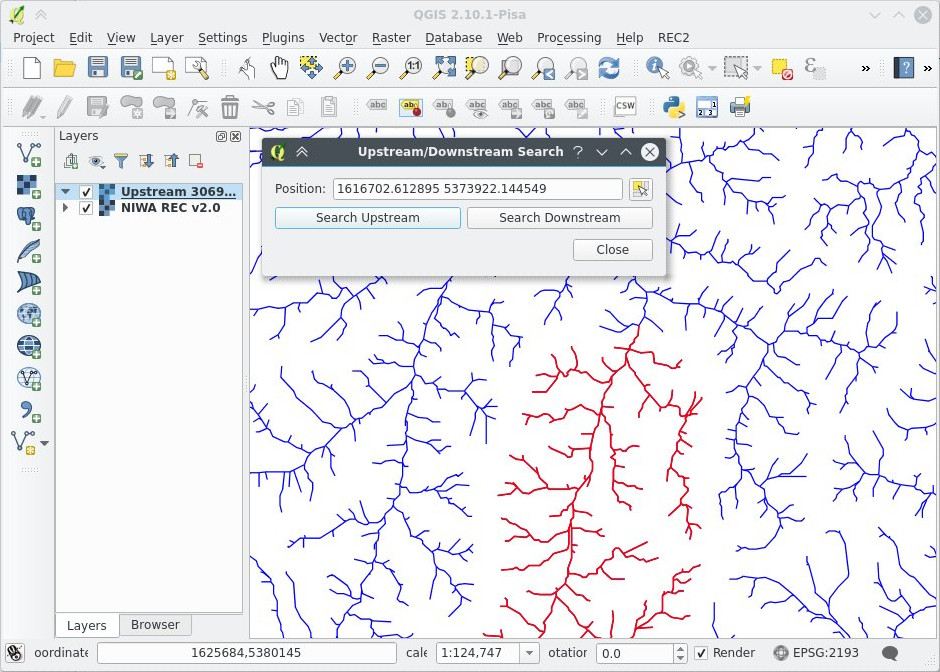 QGIS 2.10.1-Pisa
Project Edit View Layer Settings Plugins Vector Raster Database Web Processing Help REC2
1:1
»
?
»
abc
abc
abc
abc
abc
abc
abc
CSW
Layers
Upstream/Downstream Search
Position: 1616702.612895 5373922.144549
Upstream 3069...
NIWA REC v2.0
Search Upstream Search Downstream
Close
Layers Browser
oordinate 1625684,5380145 cale 1:124,747 otation 0.0 Render EPSG:2193